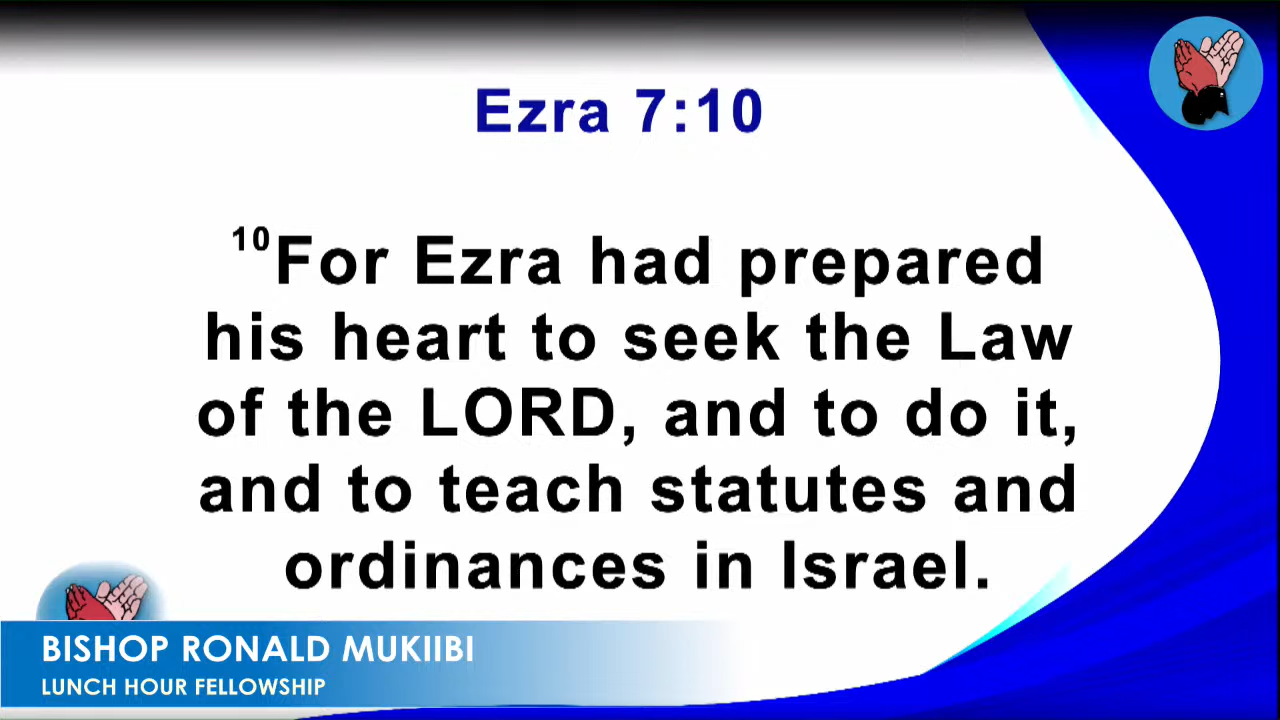 Ezra 7:10
10For Ezra had prepared
his heart to seek the Law
of the LORD, and to do it,
and to teach statutes and
ordinances in Israel.
BISHOP RONALD MUKIIBI
LUNCH HOUR FELLOWSHIP